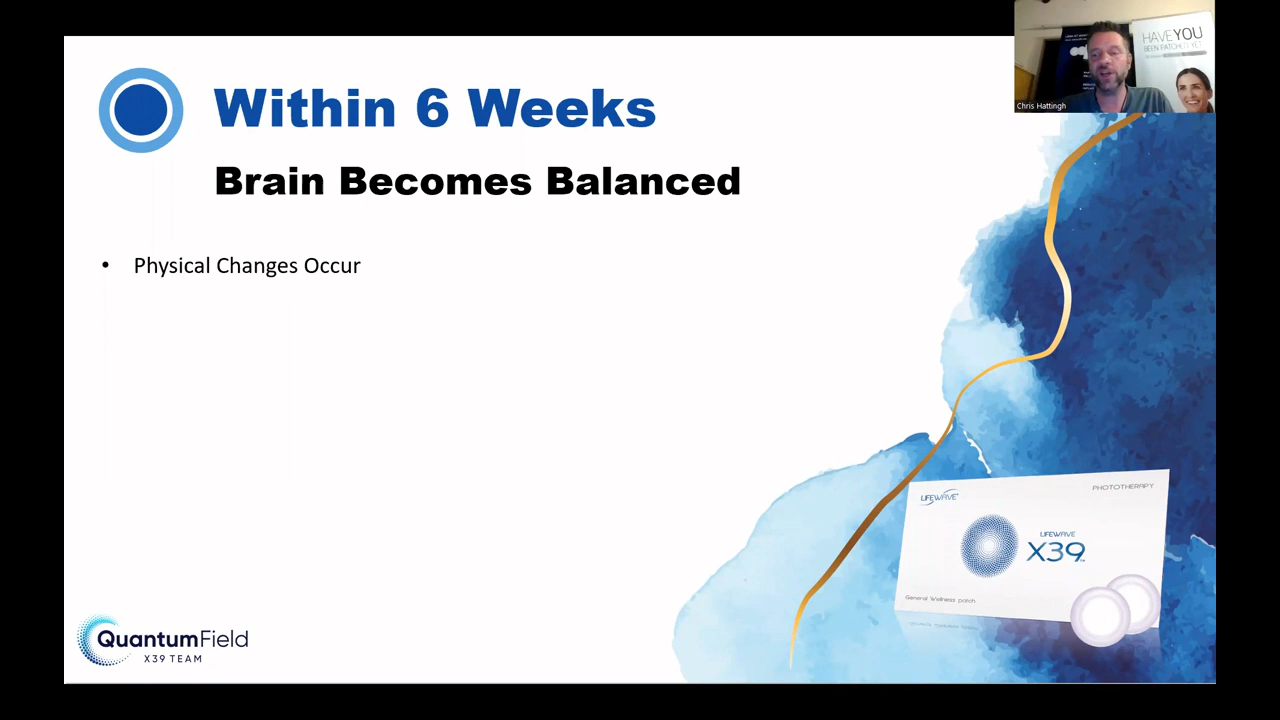 Within 6 Weeks
Brain Becomes Balanced
• Physical Changes Occur
HAVE YOU
BEEN PATCHED YET
Chris Hattingh
LIFEWAVE
PHOTOTHERAPY
LIFEWAVE
X39
General Wellness patch
QuantumField
X39 TEAM